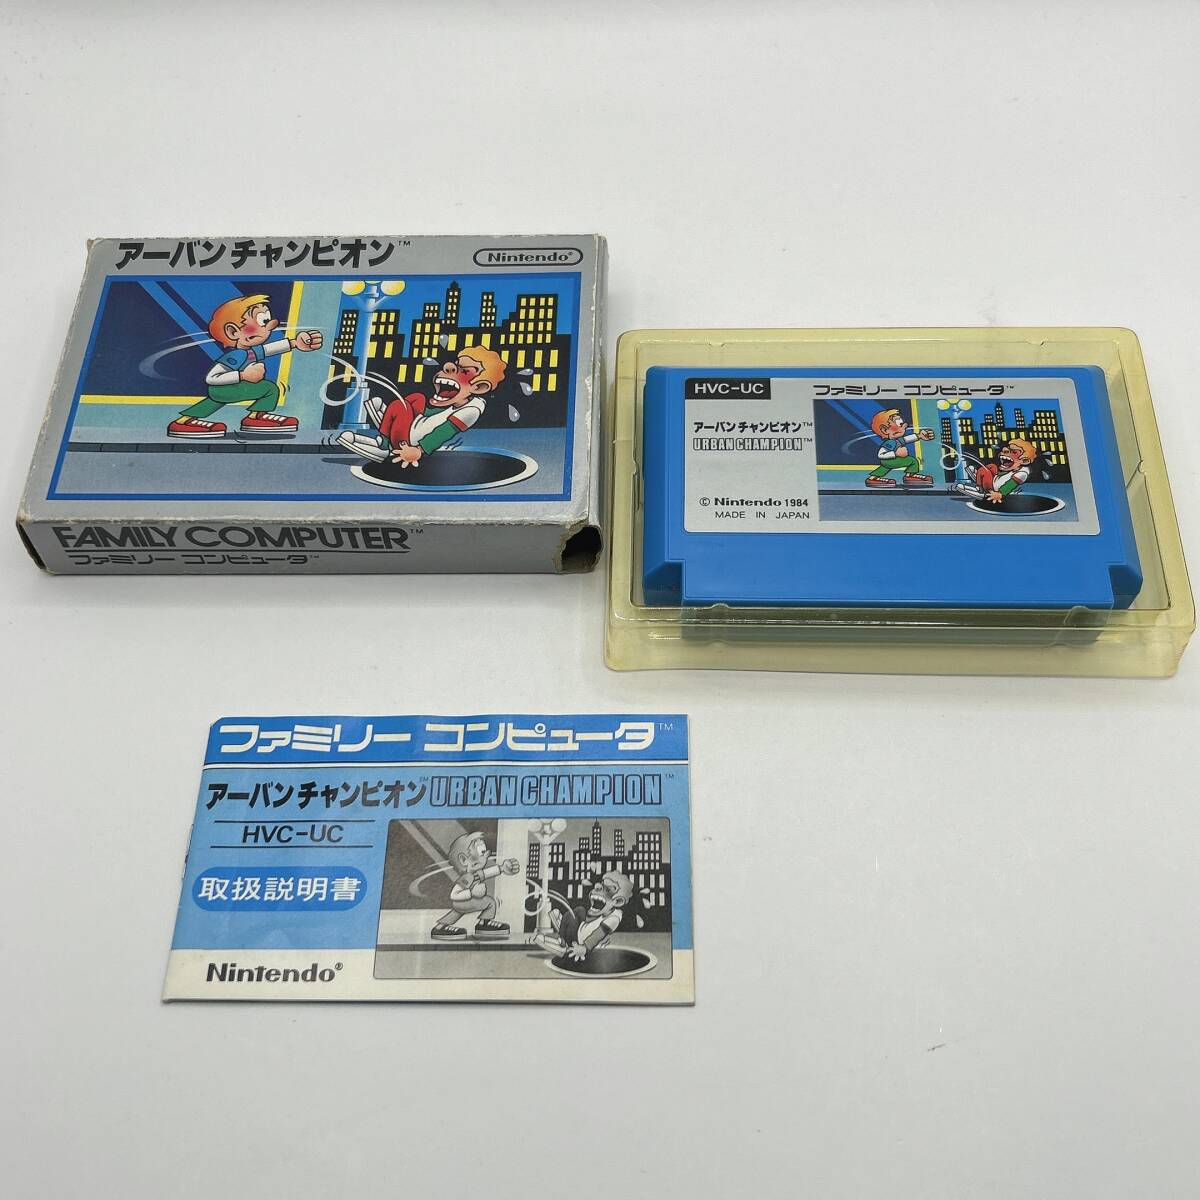 アーバン チャンピオン™
Nintendo®
FAMILY COMPUTER™
ファミリー コンピュータ™
HVC-UC
ファミリー コンピュータ™
アーバン チャンピオン™
URBAN CHAMPION™
© Nintendo 1984
MADE IN JAPAN
ファミリー コンピュータ™
アーバン チャンピオン™ URBAN CHAMPION™
HVC-UC
取扱説明書
Nintendo®